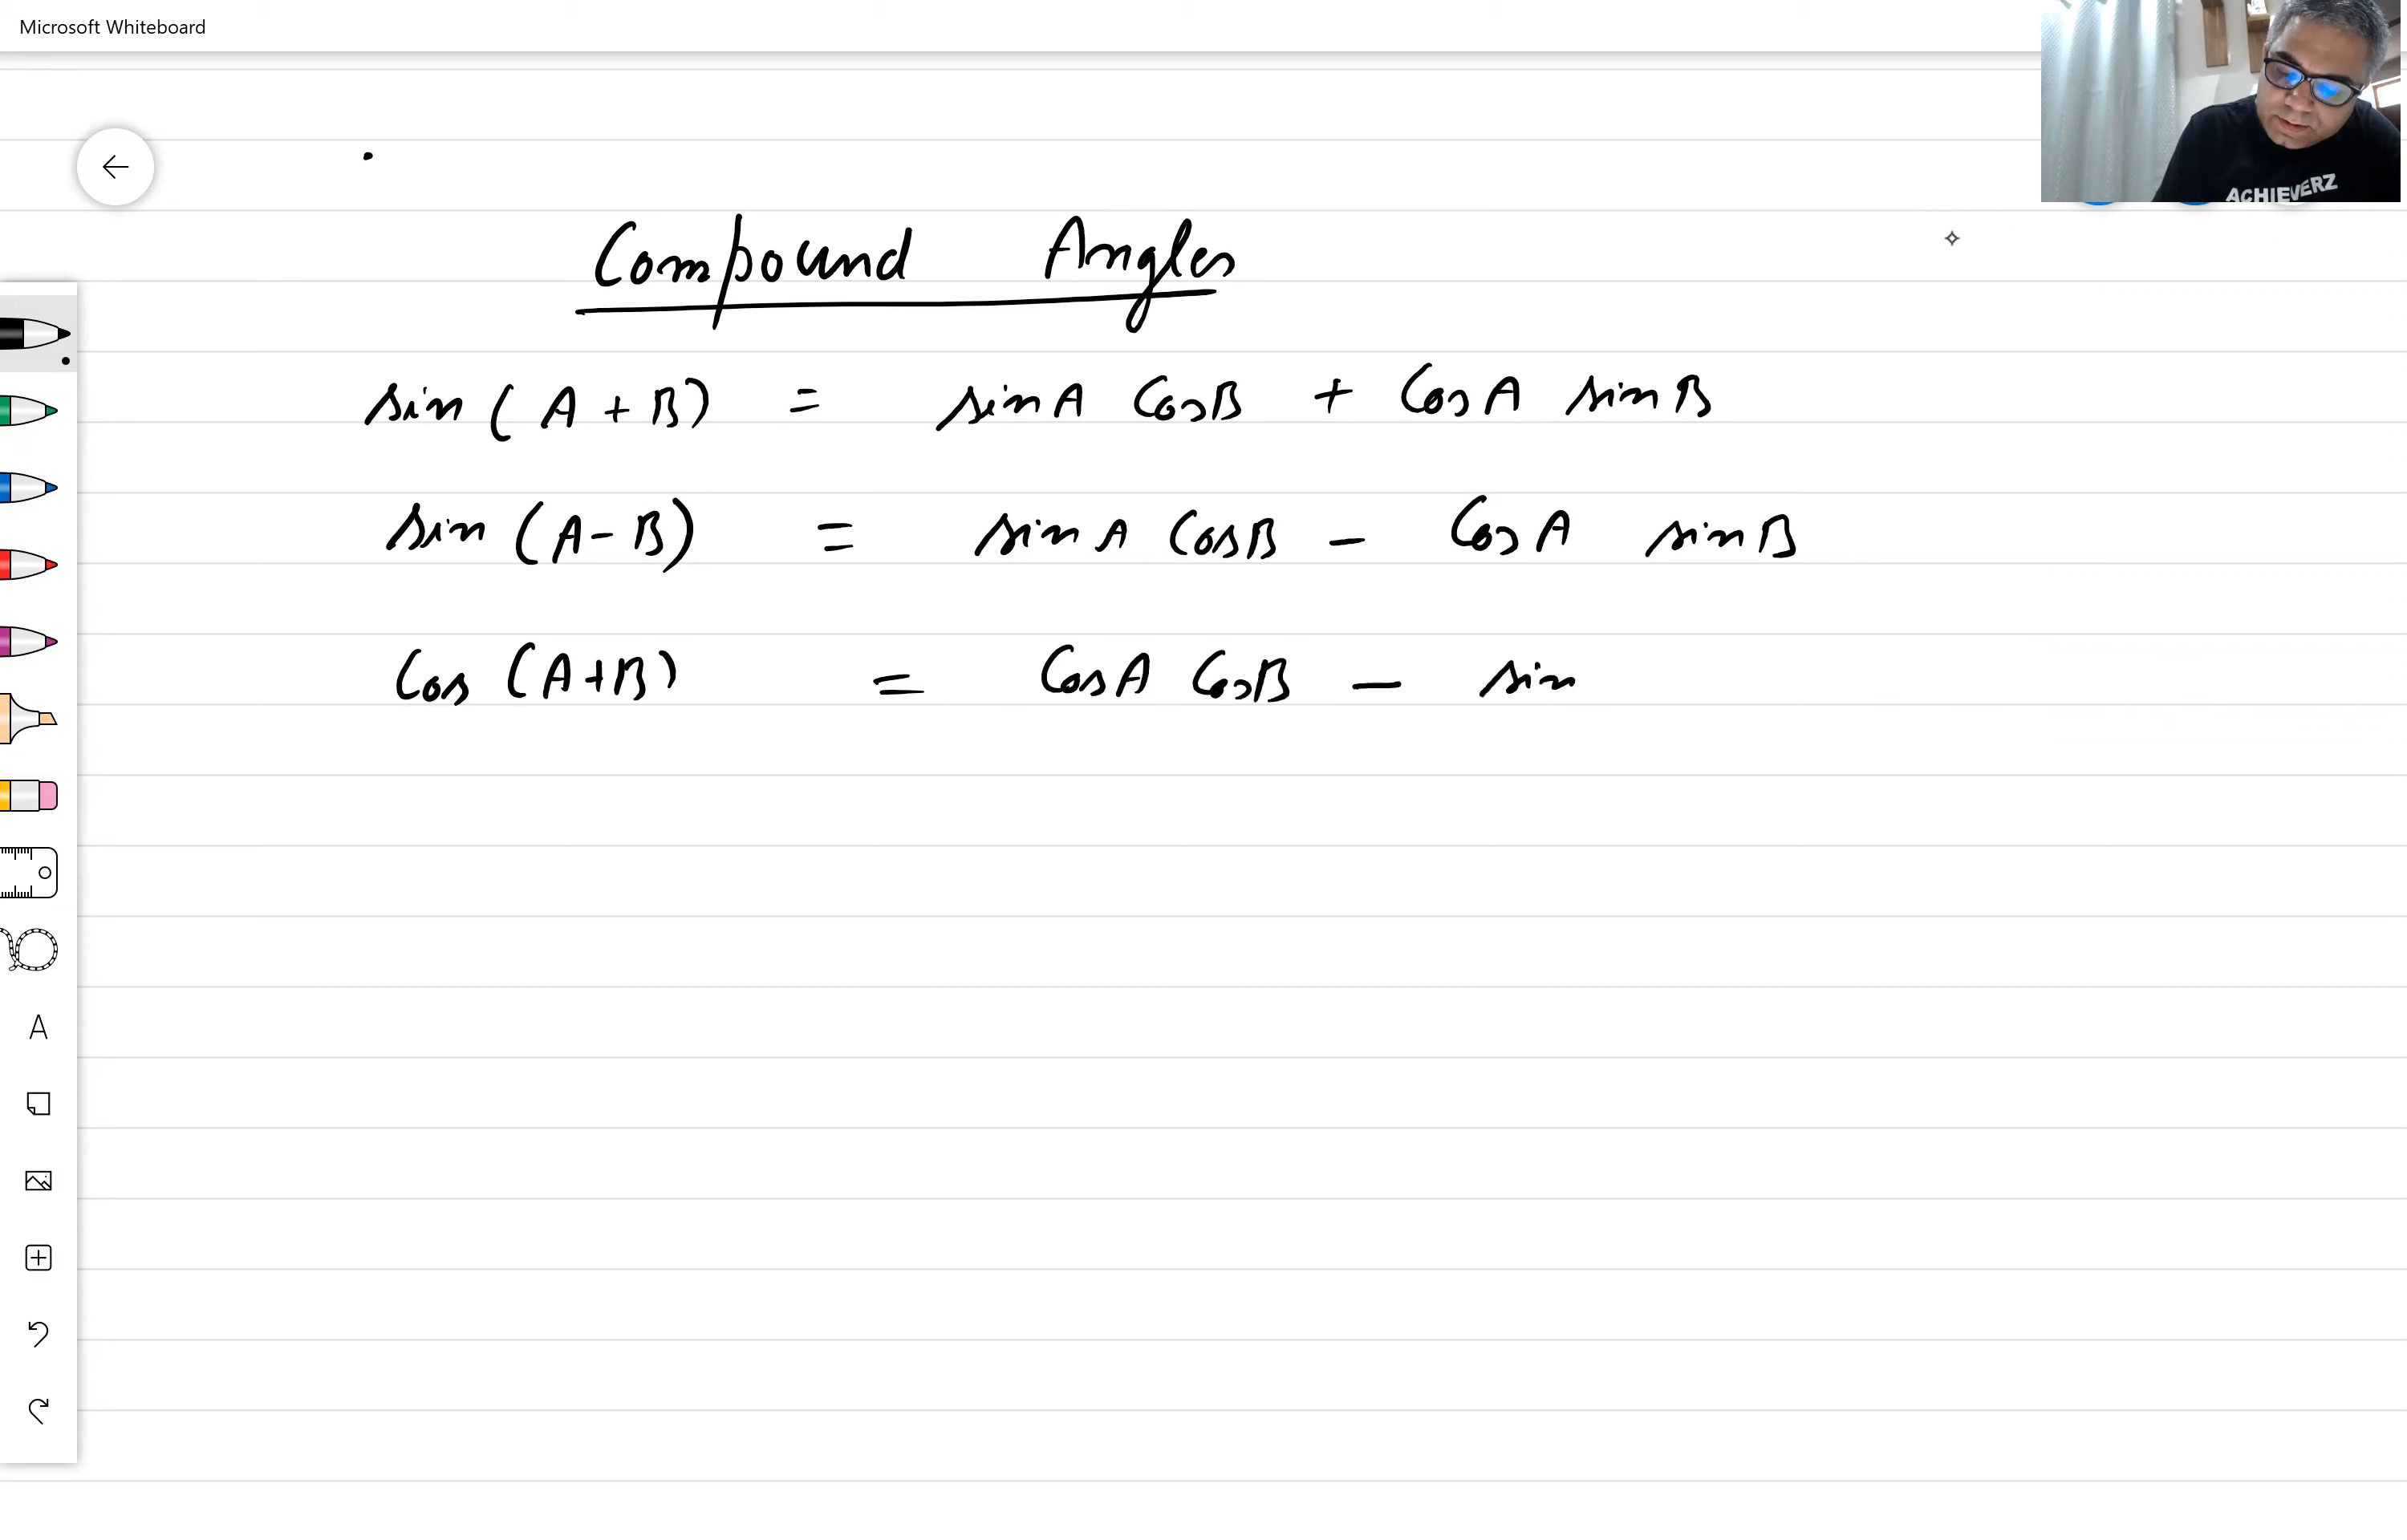 Microsoft Whiteboard
ACHIEVERZ
Compound Angles
sin (A + B) = sin A Cos B + Cos A sin B
sin (A - B) = sin A Cos B - Cos A sin B
Cos (A+B) = Cos A Cos B - sin
A